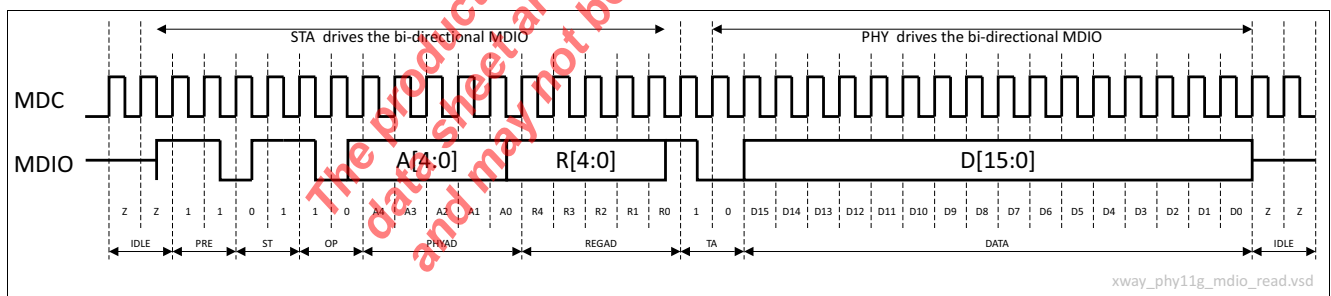 STA drives the bi-directional MDIO PHY drives the bi-directional MDIO
MDC
MDIO A[4:0] R[4:0] D[15:0]
Z Z 1 1 0 1 1 0 A4 A3 A2 A1 A0 R4 R3 R2 R1 R0 1 0 D15 D14 D13 D12 D11 D10 D9 D8 D7 D6 D5 D4 D3 D2 D1 D0 Z Z
IDLE PRE ST OP PHYAD REGAD TA DATA IDLE
xway_phy11g_mdio_read.vsd
The produc
data sheet a
and may not b